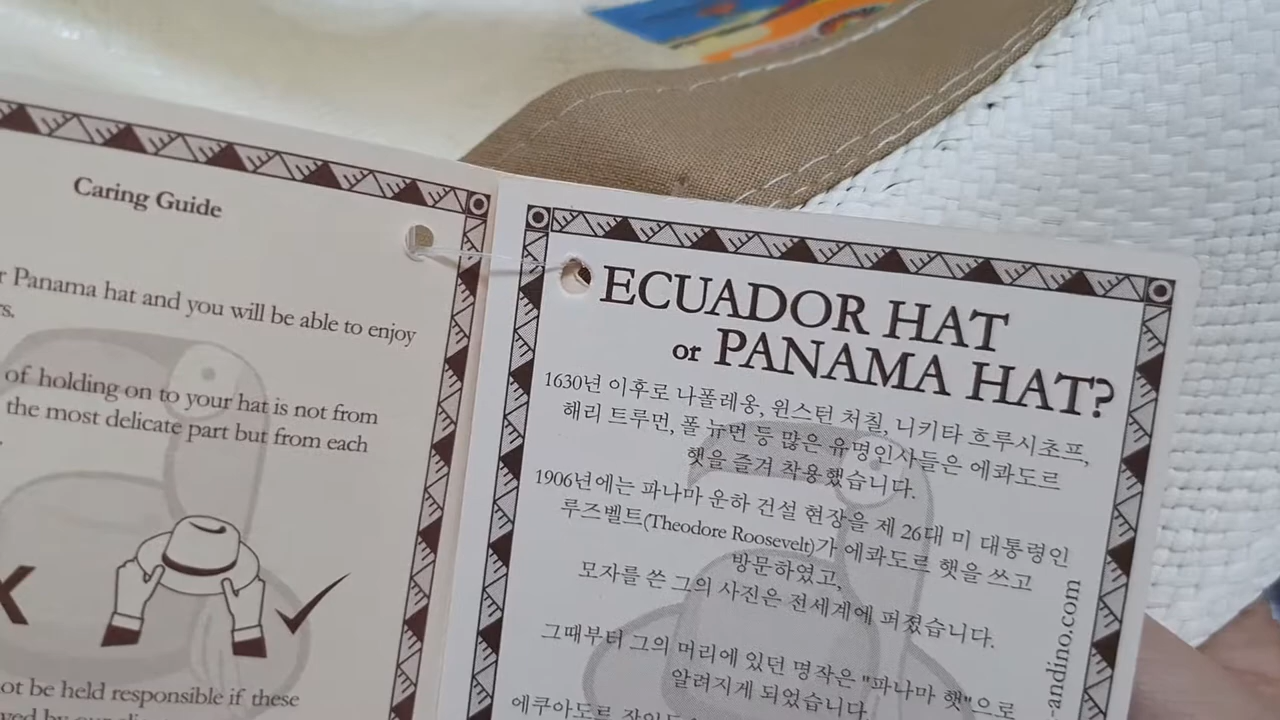 Caring Guide
Panama hat and you will be able to enjoy
of holding on to your hat is not from
the most delicate part but from each
ot be held responsible if these
ECUADOR HAT
or PANAMA HAT?
1630년 이후로 나폴레옹, 윈스턴 처칠, 니키타 흐루시초프,
해리 트루먼, 폴 뉴먼 등 많은 유명인사들은 에콰도르
햇을 즐겨 착용했습니다.
1906년에는 파나마 운하 건설 현장을 제 26대 미 대통령인
루즈벨트(Theodore Roosevelt)가 에콰도르 햇을 쓰고
방문하였고,
모자를 쓴 그의 사진은 전세계에 퍼졌습니다.
그때부터 그의 머리에 있던 명작은 "파나마 햇"으로
알려지게 되었습니다.
에쿠아도르
-andino.com